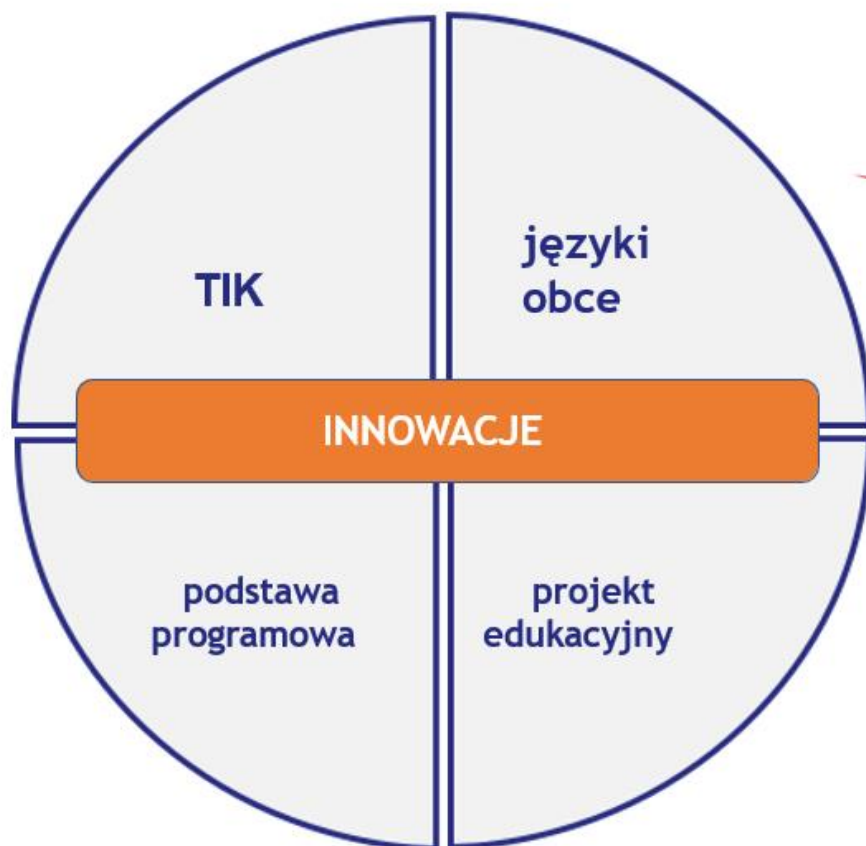 TIK
języki
obce
INNOWACJE
podstawa
programowa
projekt
edukacyjny